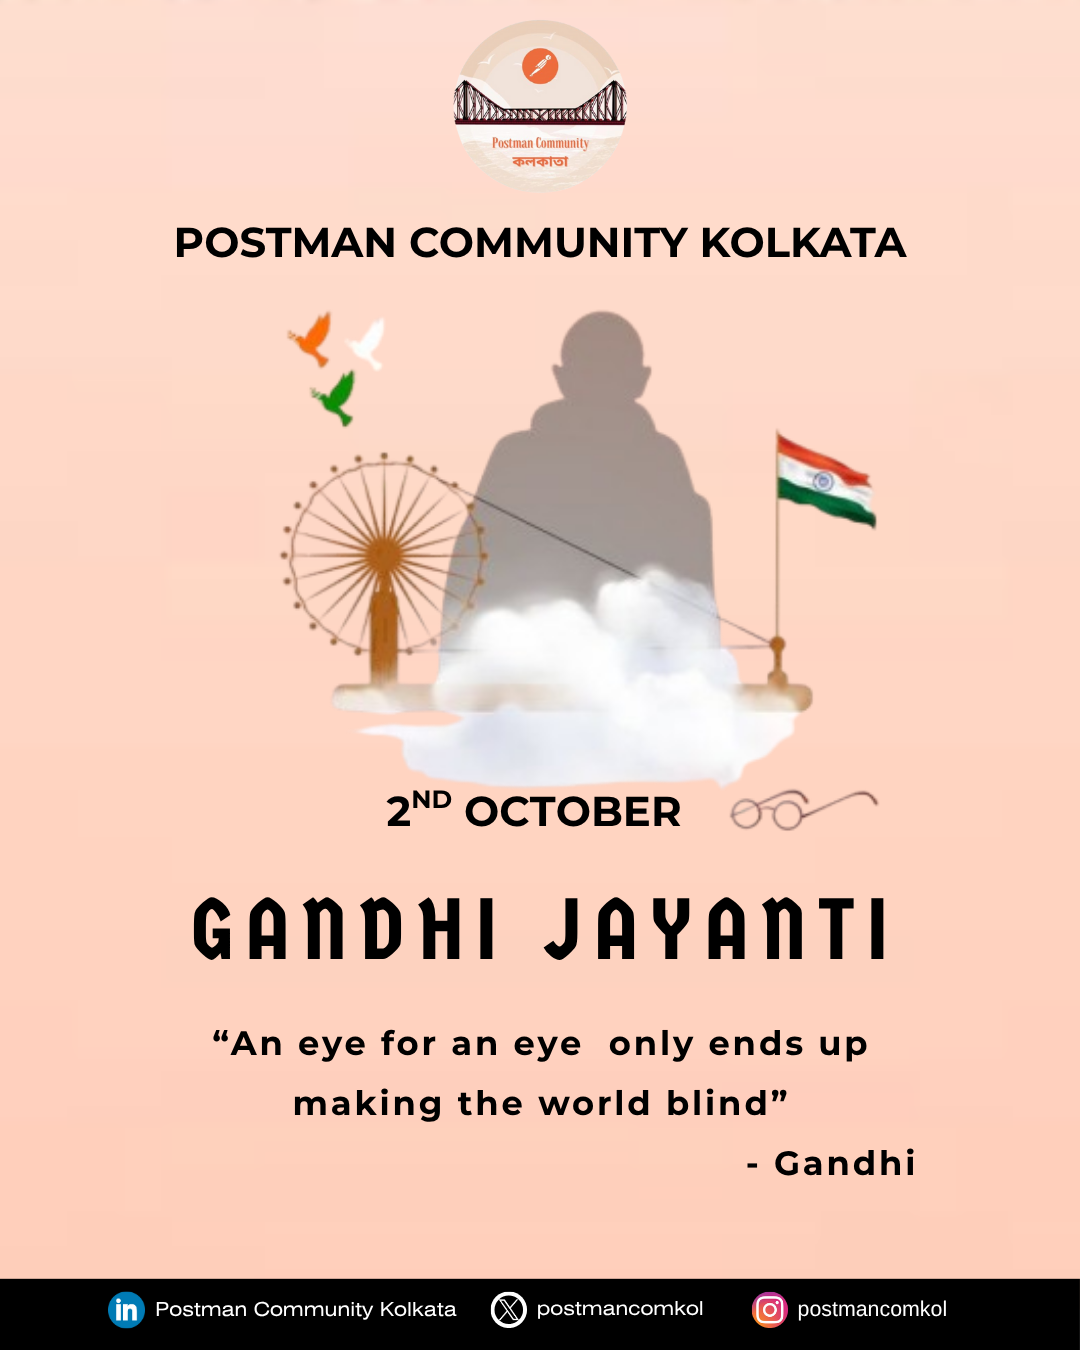 Postman Community
কলকাতা
POSTMAN COMMUNITY KOLKATA
2ND OCTOBER
GANDHI JAYANTI
“An eye for an eye only ends up
making the world blind”
- Gandhi
in Postman Community Kolkata postmancomkol postmancomkol